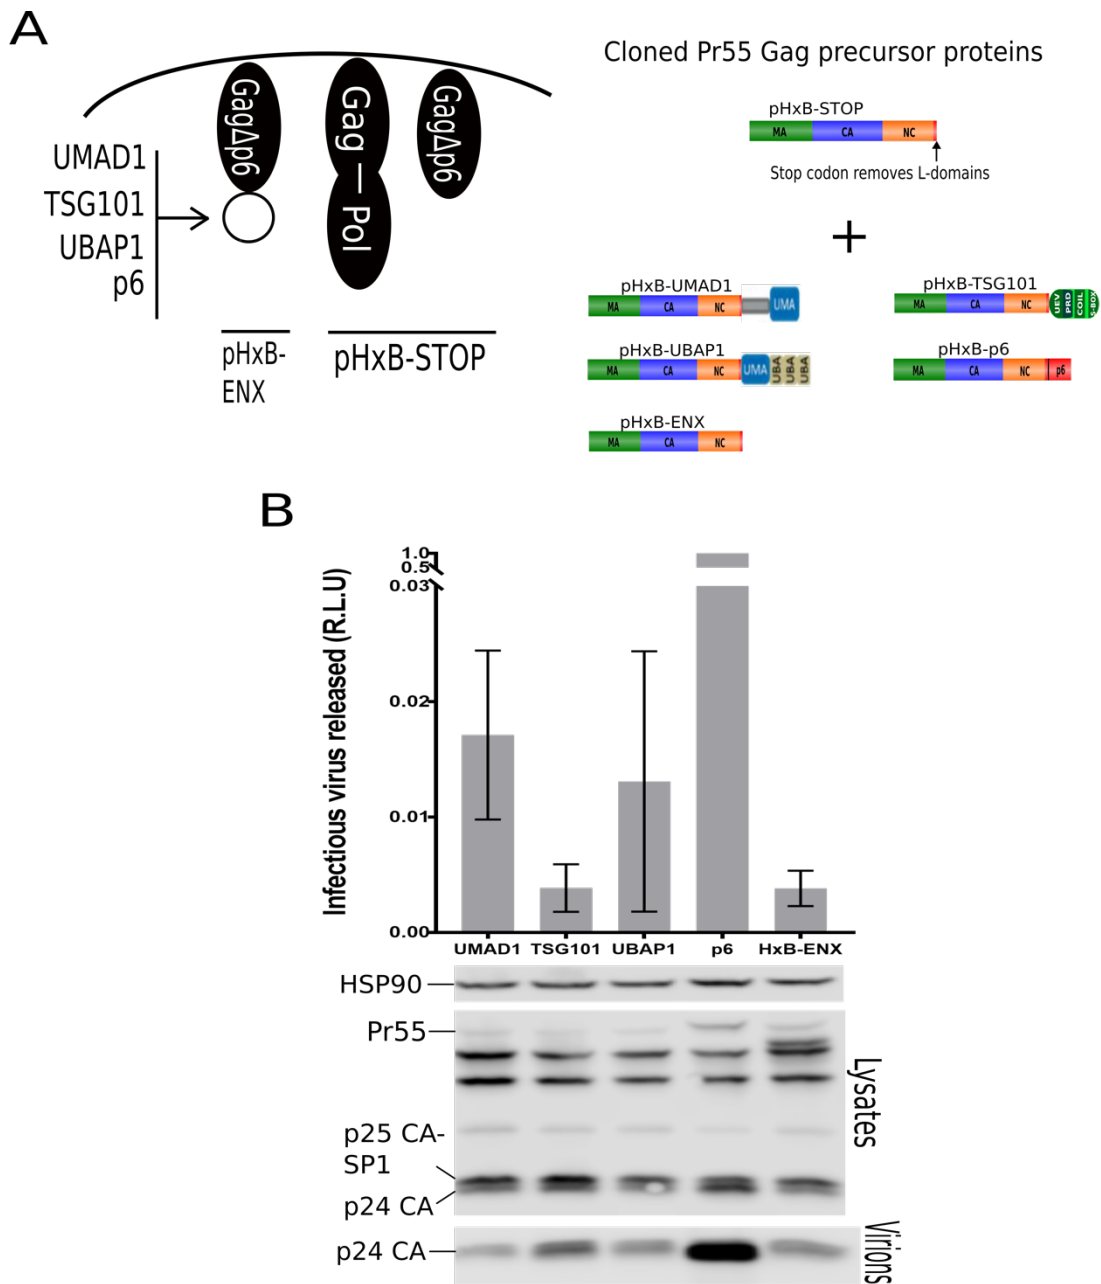 A
GagΔp6
Gag — Pol
GagΔp6
UMAD1
TSG101
UBAP1
p6
pHxB-
ENX
pHxB-STOP
Cloned Pr55 Gag precursor proteins
pHxB-STOP
MA CA NC
Stop codon removes L-domains
+
pHxB-UMAD1
MA CA NC UMA
pHxB-TSG101
MA CA NC UEV PRD COIL S-BOX
pHxB-UBAP1
MA CA NC UMA UBA UBA UBA
pHxB-p6
MA CA NC p6
pHxB-ENX
MA CA NC
B
Infectious virus released (R.L.U)
1.0
0.5
0.03
0.02
0.01
0.00
UMAD1 TSG101 UBAP1 p6 HxB-ENX
HSP90
Pr55
p25 CA-
SP1
p24 CA
Lysates
p24 CA
Virions